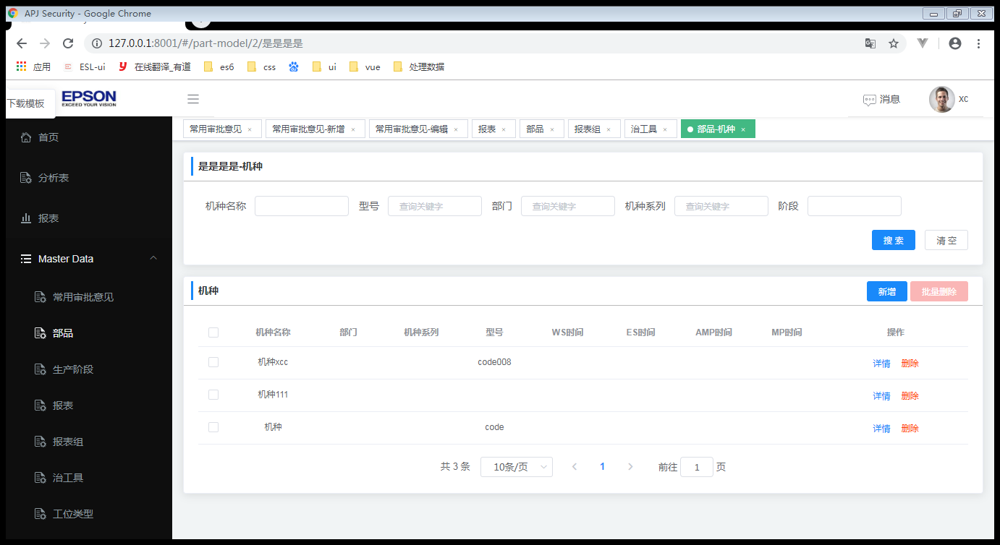 APJ Security - Google Chrome
127.0.0.1:8001/#/part-model/2/是是是是
应用 ESL-ui 在线翻译_有道 es6 css ui vue 处理数据
下载模板 EPSON 消息 xc
EXCEED YOUR VISION
常用审批意见 × 常用审批意见-新增 × 常用审批意见-编辑 × 报表 × 部品 × 报表组 × 治工具 × 部品-机种 ×
首页
分析表
报表
Master Data
常用审批意见
部品
生产阶段
报表
报表组
治工具
工位类型
是是是是-机种
机种名称 型号 查询关键字 部门 查询关键字 机种系列 查询关键字 阶段
搜 索 清 空
机种 新增 批量删除
机种名称 部门 机种系列 型号 WS时间 ES时间 AMP时间 MP时间 操作
机种xcc code008 详情 删除
机种111 详情 删除
机种 code 详情 删除
共 3 条 10条/页 1 前往 1 页